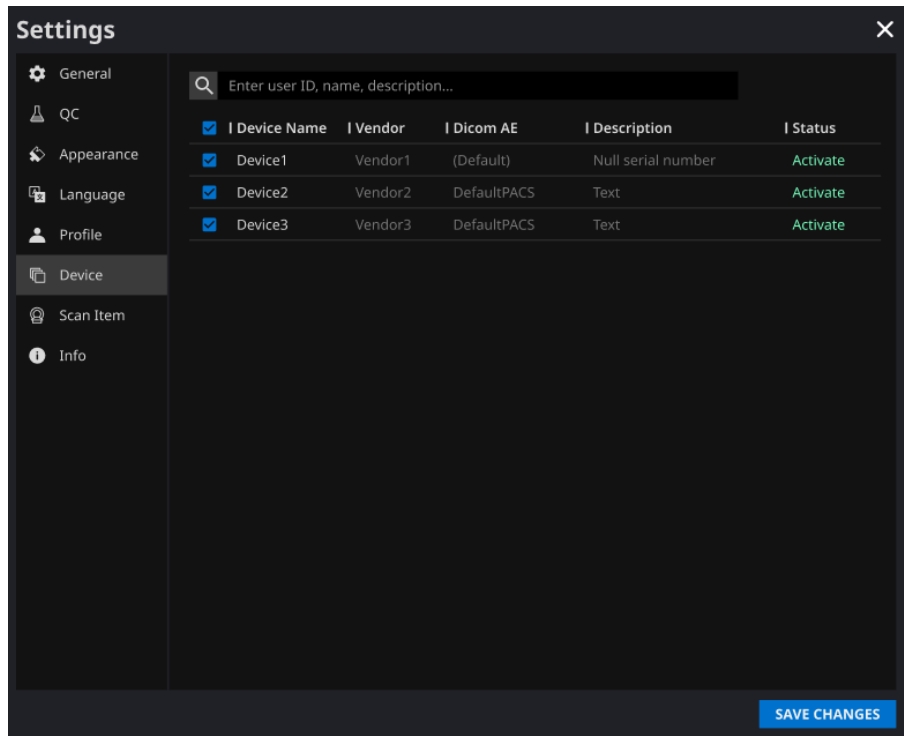 Settings
General
QC
Appearance
Language
Profile
Device
Scan Item
Info
Enter user ID, name, description...
Device Name Vendor Dicom AE Description Status
Device1 Vendor1 (Default) Null serial number Activate
Device2 Vendor2 DefaultPACS Text Activate
Device3 Vendor3 DefaultPACS Text Activate
SAVE CHANGES